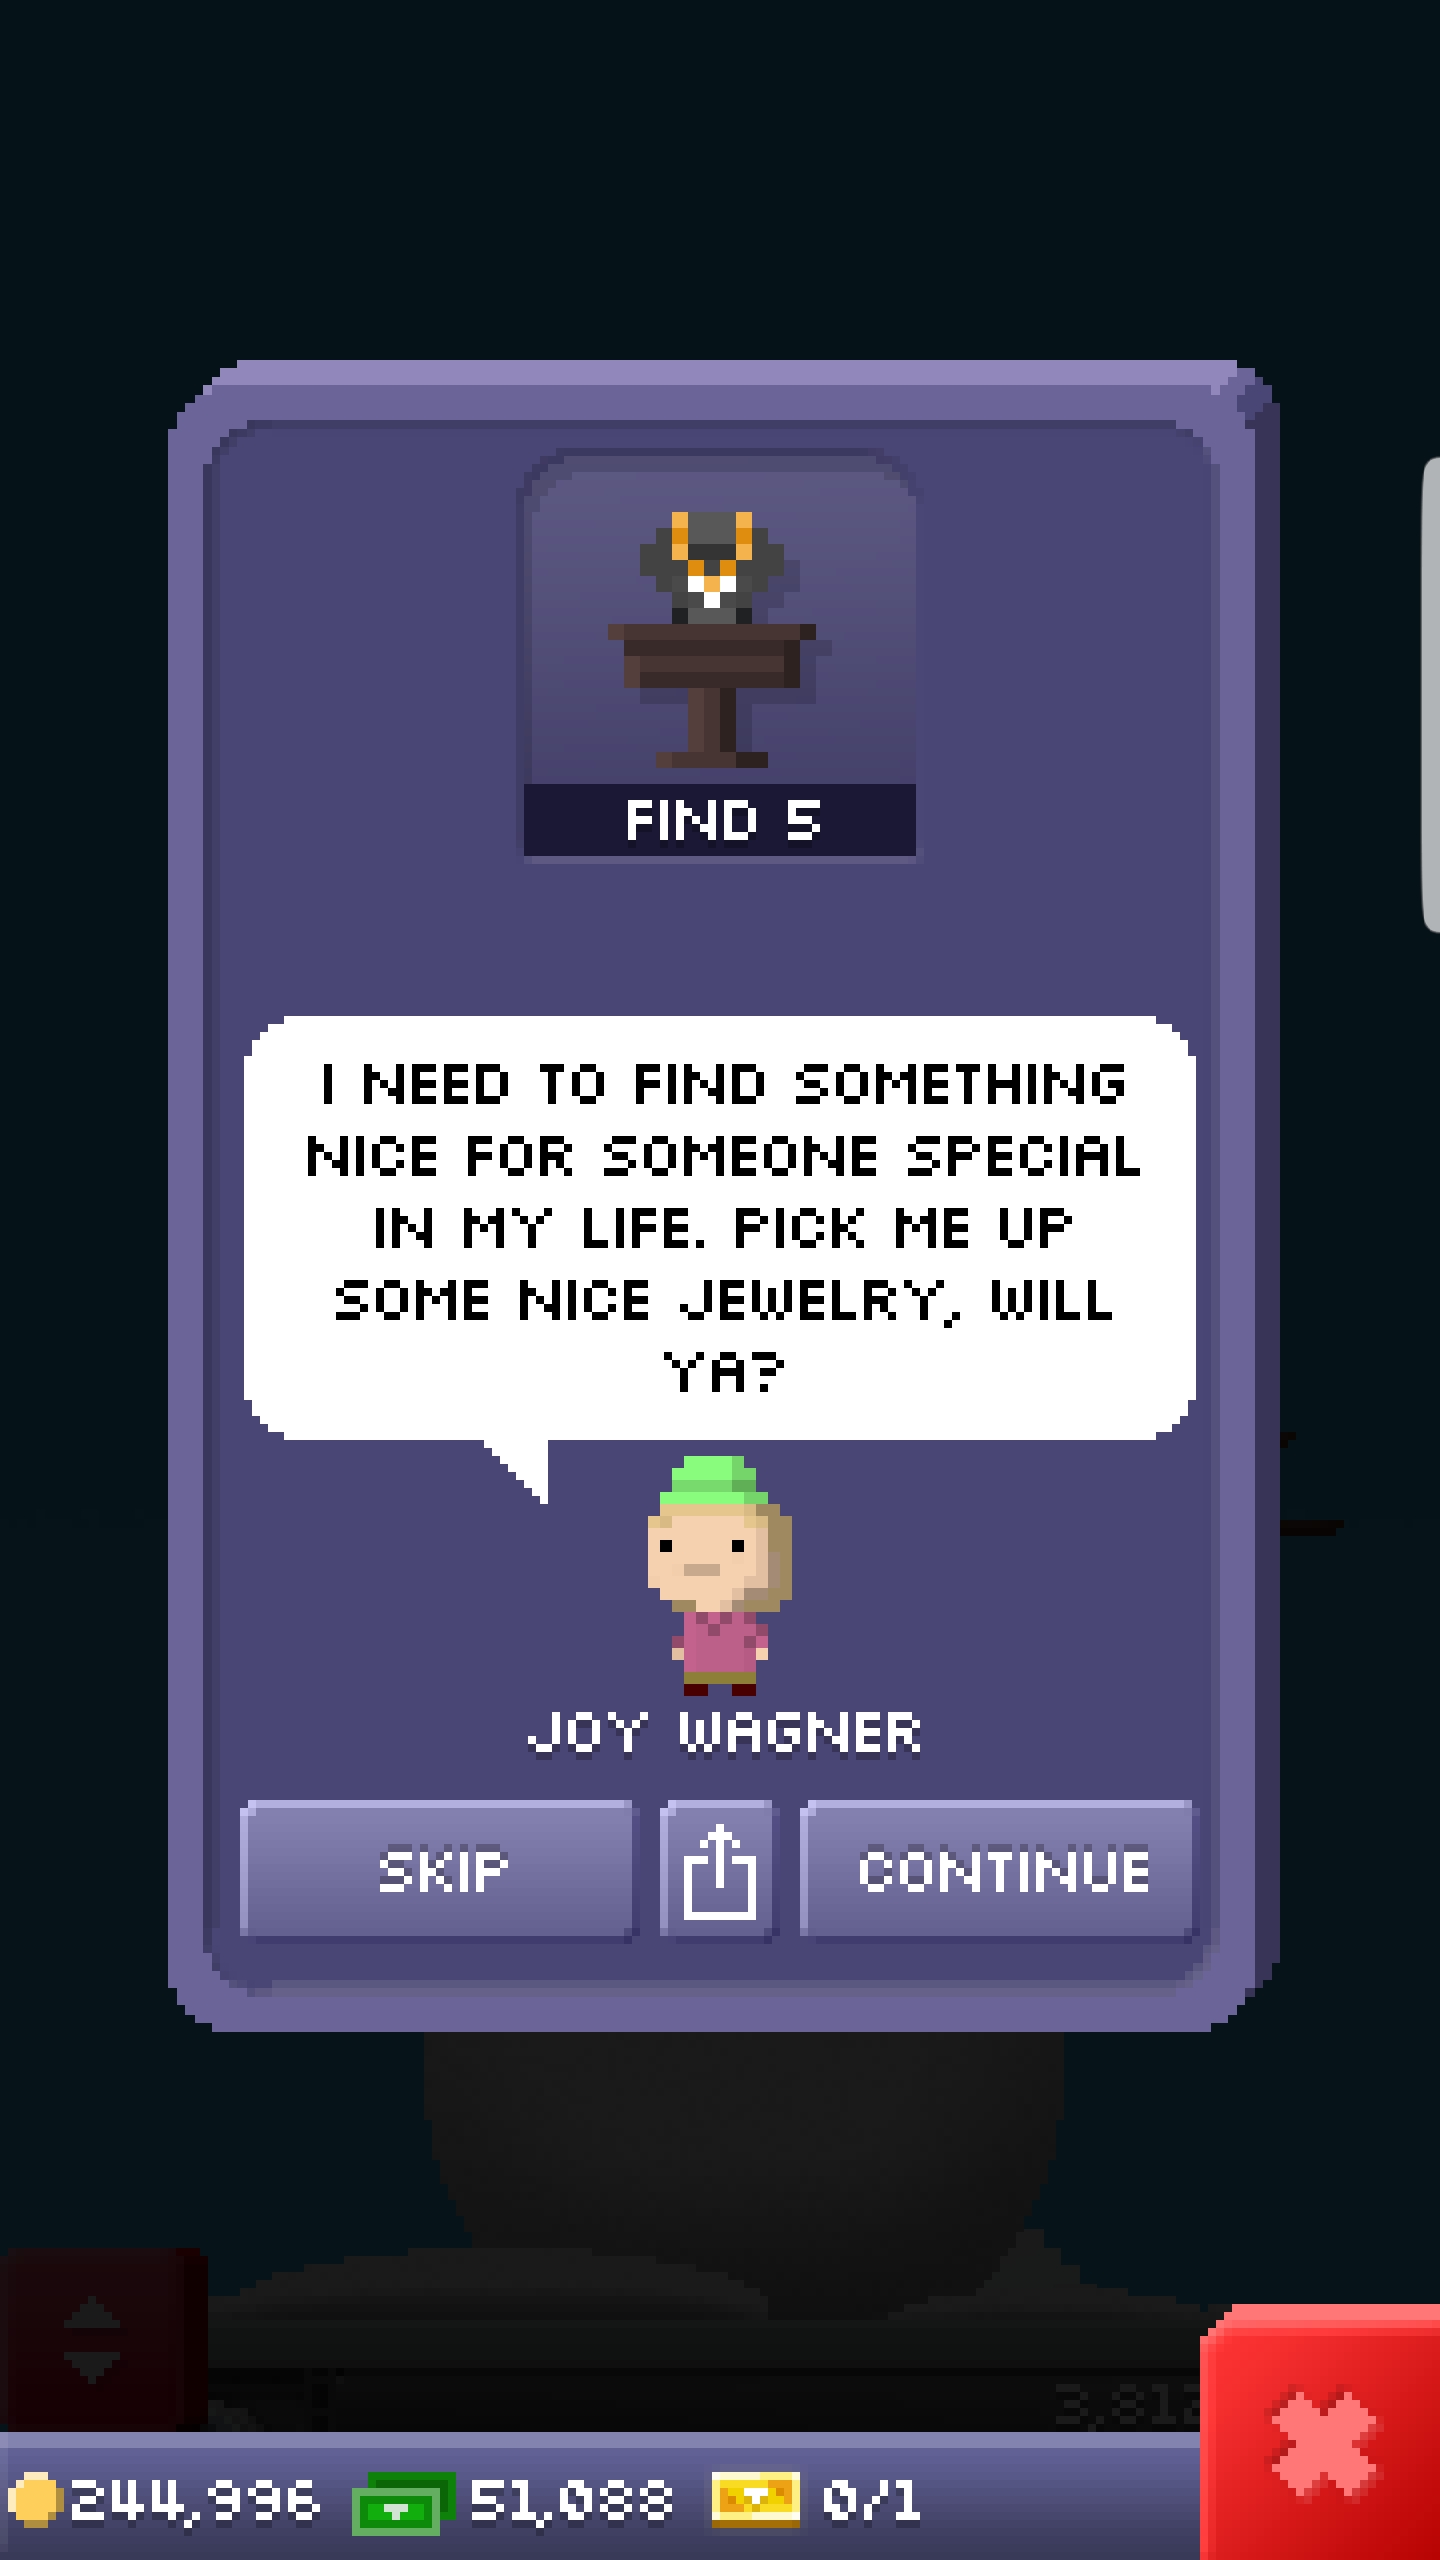 FIND 5
I NEED TO FIND SOMETHING
NICE FOR SOMEONE SPECIAL
IN MY LIFE. PICK ME UP
SOME NICE JEWELRY, WILL
YA?
JOY WAGNER
SKIP
CONTINUE
244,996
51,088
0/1